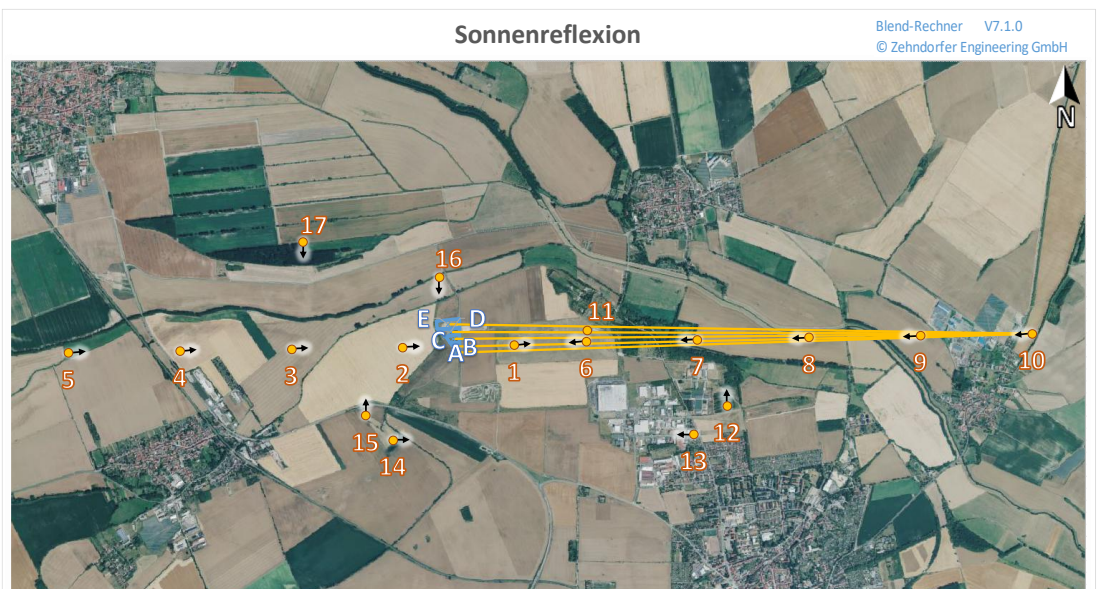 Sonnenreflexion
Blend-Rechner V7.1.0
© Zehndorfer Engineering GmbH
N
17
16
E
D
C
A
B
11
5
4
3
2
1
6
7
8
9
10
15
14
12
13